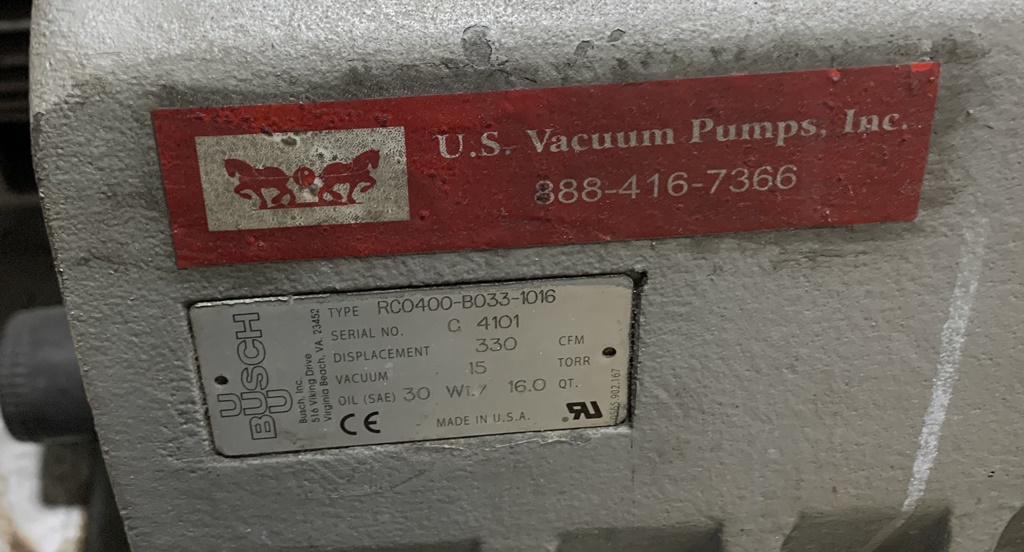 U.S. Vacuum Pumps, Inc.
888-416-7366
BUSCH
Busch, Inc.
516 Viking Drive
Virginia Beach, VA. 23452
TYPE RC0400-B033-1016
SERIAL NO. C 4101
DISPLACEMENT 330 CFM
VACUUM 15 TORR
OIL (SAE) 30 Wt./ 16.0 QT.
CE MADE IN U.S.A.